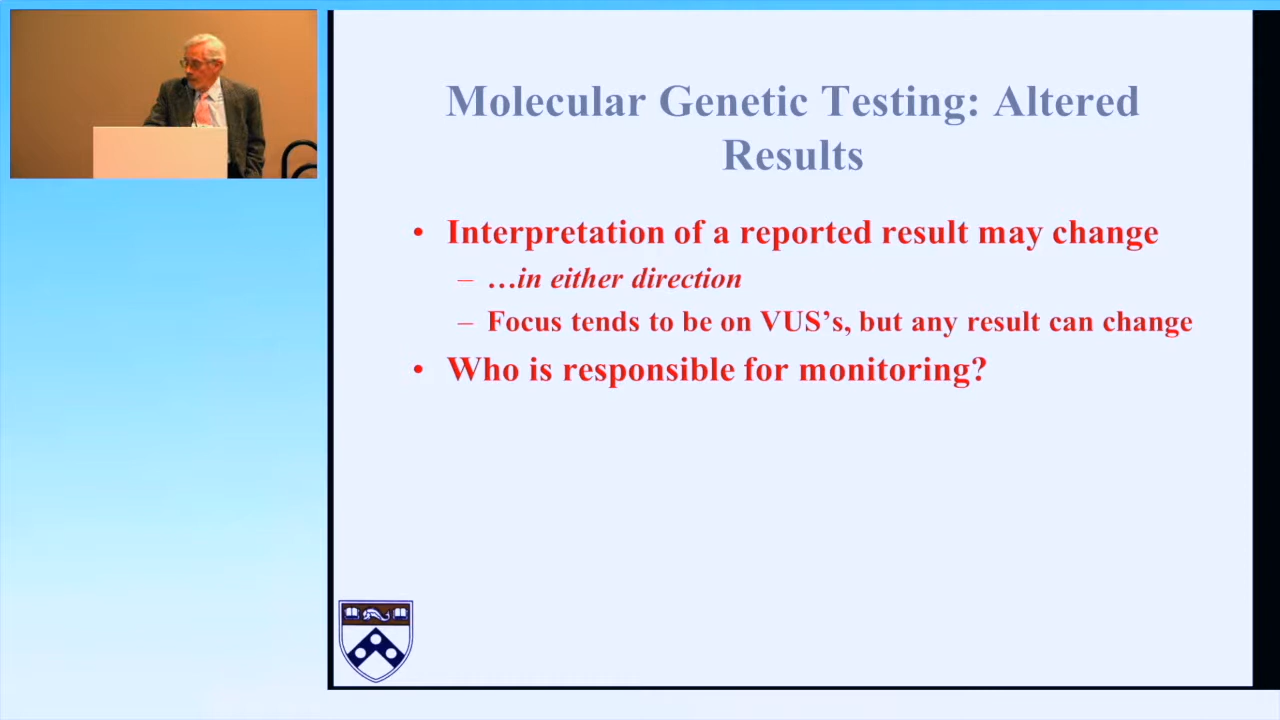 Molecular Genetic Testing: Altered
Results
• Interpretation of a reported result may change
– …in either direction
– Focus tends to be on VUS’s, but any result can change
• Who is responsible for monitoring?